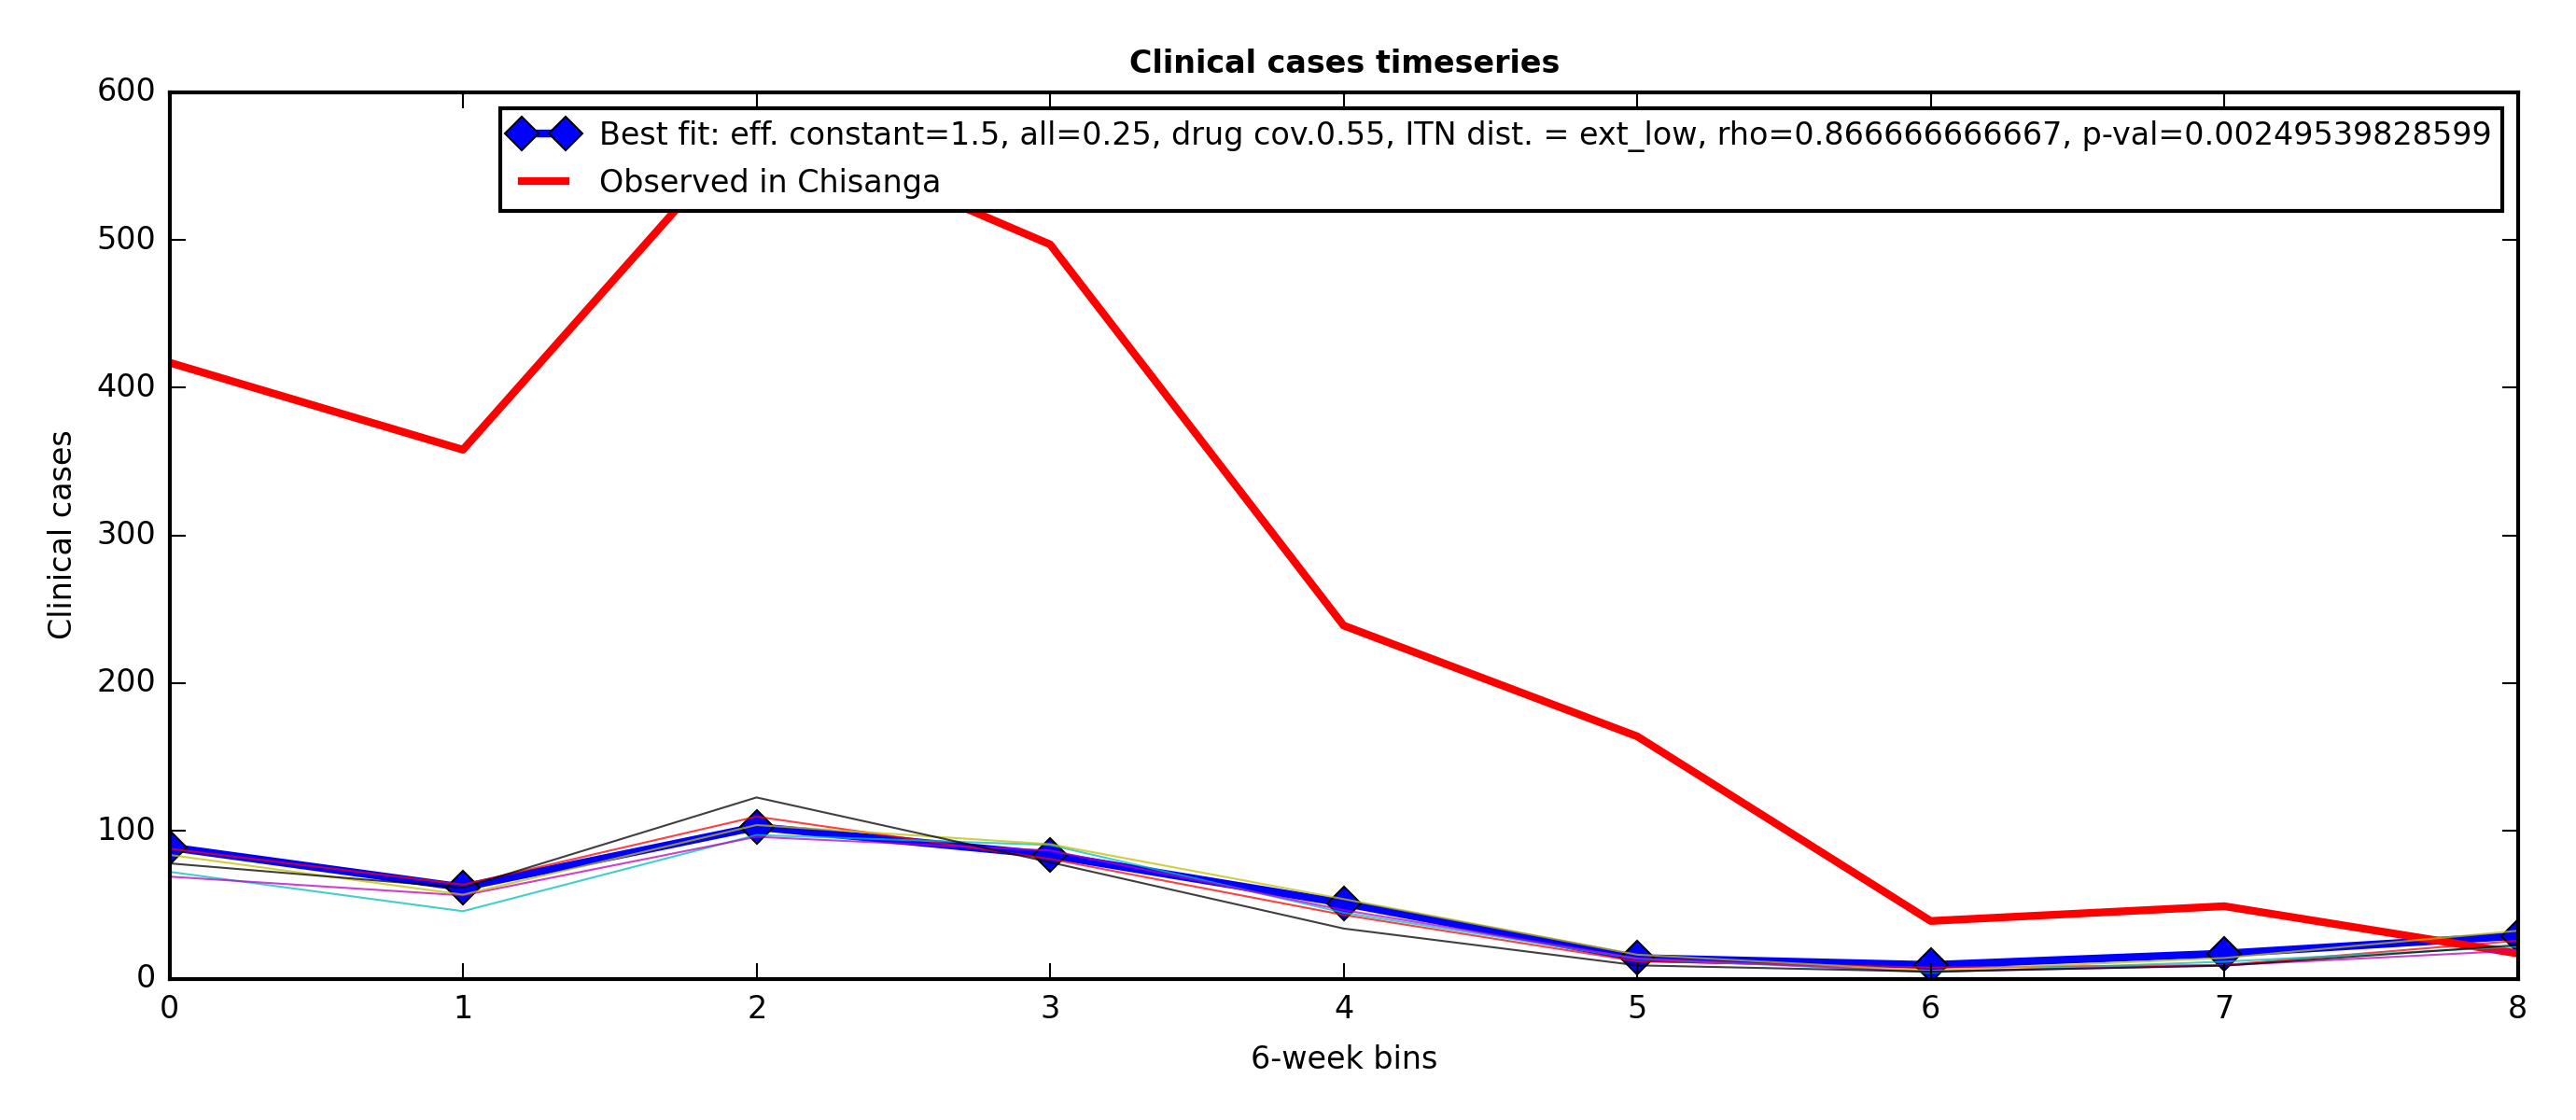 Clinical cases timeseries
600
500
400
300
200
100
0
Clinical cases
Best fit: eff. constant=1.5, all=0.25, drug cov.0.55, ITN dist. = ext_low, rho=0.866666666667, p-val=0.00249539828599
Observed in Chisanga
0 1 2 3 4 5 6 7 8
6-week bins